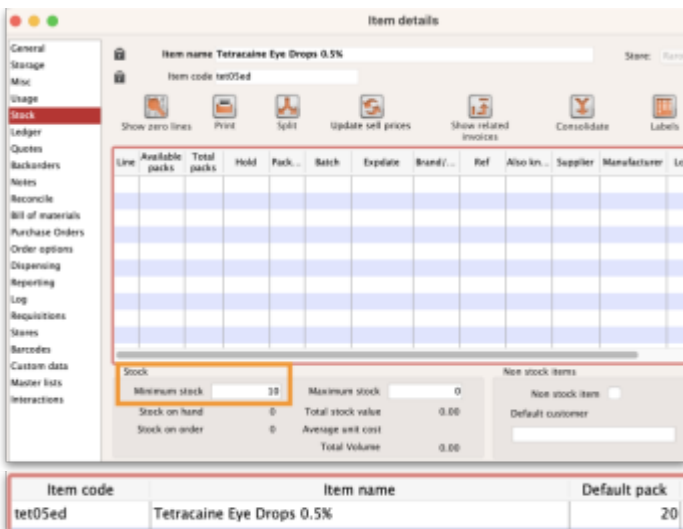 Item details
General
Storage
Misc
Usage
Stock
Ledger
Quotes
Backorders
Notes
Reconcile
Bill of materials
Purchase Orders
Order options
Dispensing
Reporting
Log
Requisitions
Stores
Barcodes
Custom data
Master lists
Interactions
Item name Tetracaine Eye Drops 0.5% Store:
Item code tet05ed
Show zero lines Print Split Update sell prices Show related invoices Consolidate Labels
Line Available packs Total packs Hold Pack... Batch Expdate Brand/... Ref Also kn... Supplier Manufacturer Lo
Stock Non stock items
Minimum stock 10 Maximum stock 0 Non stock item
Stock on hand 0 Total stock value 0.00 Default customer
Stock on order 0 Average unit cost
Total Volume 0.00
Item code Item name Default pack
tet05ed Tetracaine Eye Drops 0.5% 20